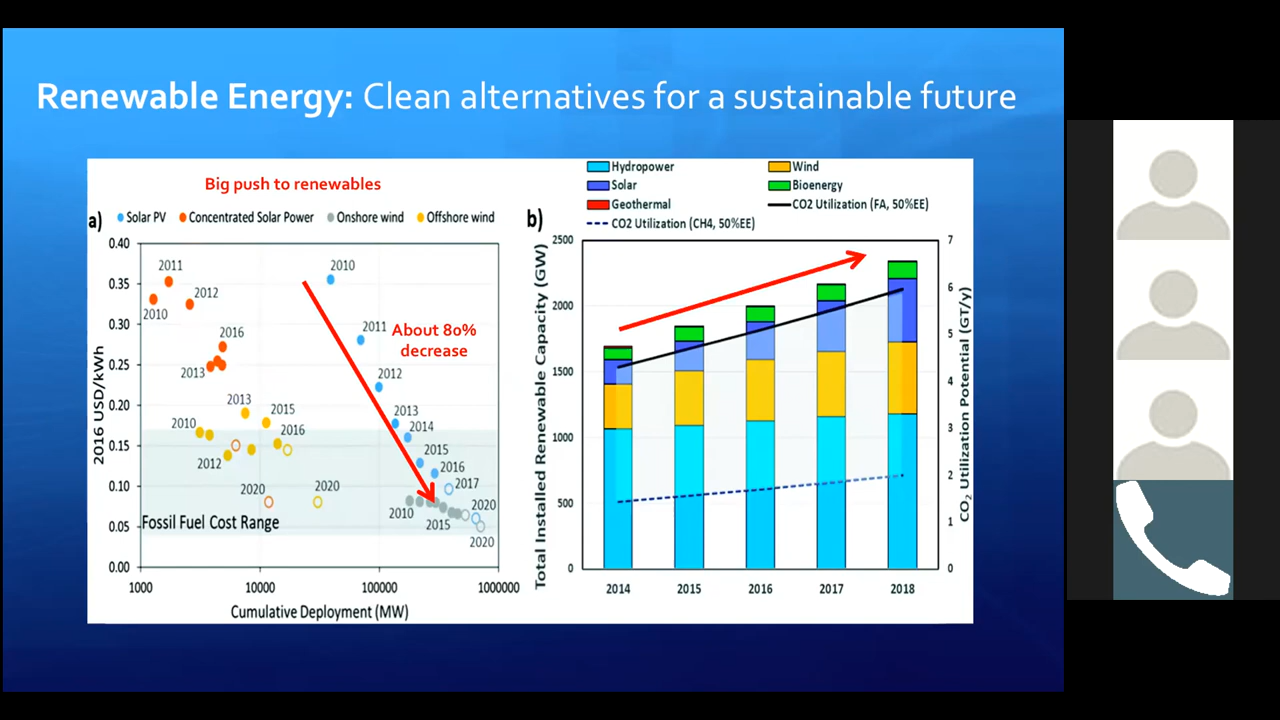 Renewable Energy: Clean alternatives for a sustainable future
Big push to renewables
a)
Solar PV
Concentrated Solar Power
Onshore wind
Offshore wind
0.40
0.35
0.30
0.25
0.20
0.15
0.10
0.05
0.00
2016 USD/kWh
2010
2011
2012
2013
2016
2010
2012
2013
2015
2016
2020
2020
2010
2011
2012
2013
2014
2015
2016
2017
2020
2010
2015
2020
About 80%
decrease
Fossil Fuel Cost Range
1000
10000
100000
1000000
Cumulative Deployment (MW)
b)
Hydropower
Wind
Solar
Bioenergy
Geothermal
CO2 Utilization (FA, 50%EE)
CO2 Utilization (CH4, 50%EE)
Total Installed Renewable Capacity (GW)
2500
2000
1500
1000
500
0
7
6
5
4
3
2
1
0
CO2 Utilization Potential (GT/y)
2014
2015
2016
2017
2018